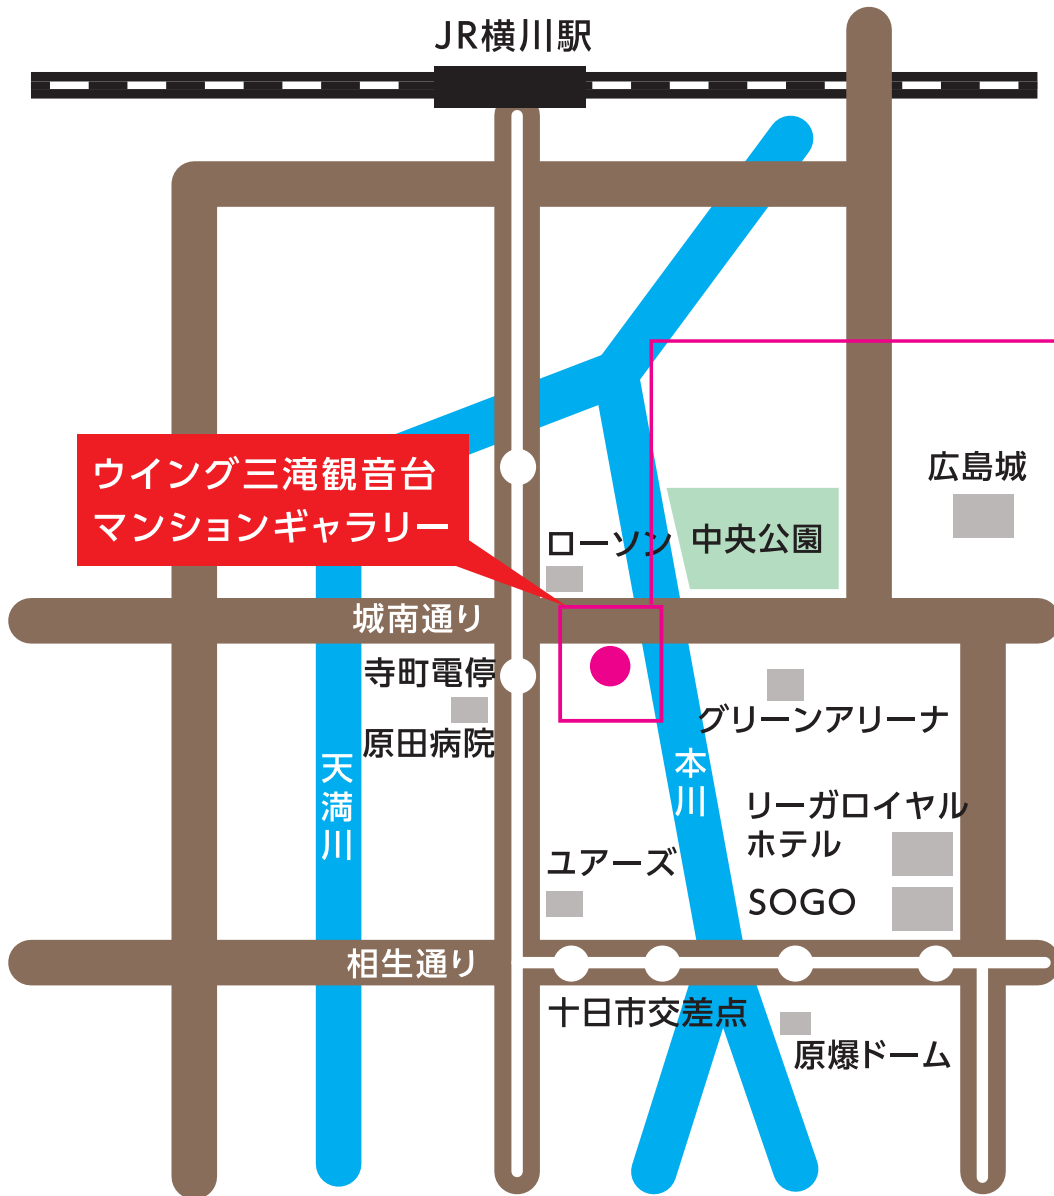 JR横川駅
ウイング三滝観音台
マンションギャラリー
広島城
ローソン
中央公園
城南通り
寺町電停
原田病院
グリーンアリーナ
天満川
本川
リーガロイヤル
ホテル
ユアーズ
SOGO
相生通り
十日市交差点
原爆ドーム